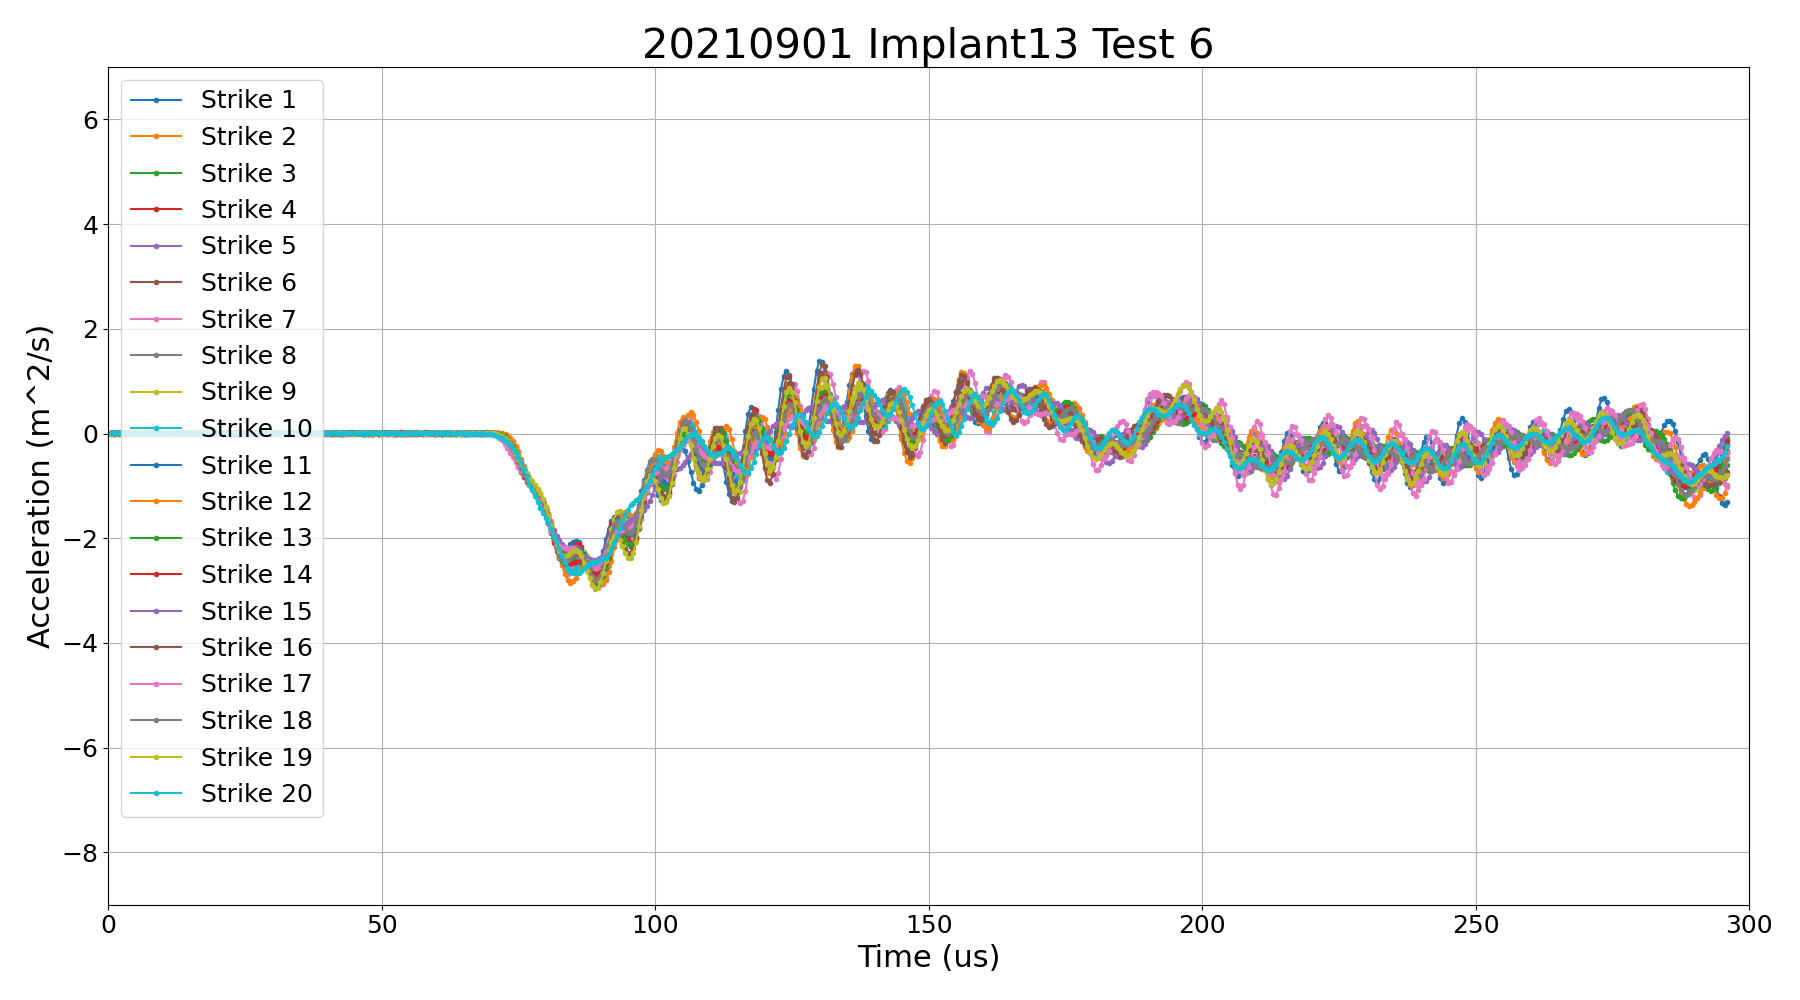 20210901 Implant13 Test 6
Strike 1
Strike 2
Strike 3
Strike 4
Strike 5
Strike 6
Strike 7
Strike 8
Strike 9
Strike 10
Strike 11
Strike 12
Strike 13
Strike 14
Strike 15
Strike 16
Strike 17
Strike 18
Strike 19
Strike 20
Acceleration (m^2/s)
6
4
2
0
−2
−4
−6
−8
0 50 100 150 200 250 300
Time (us)